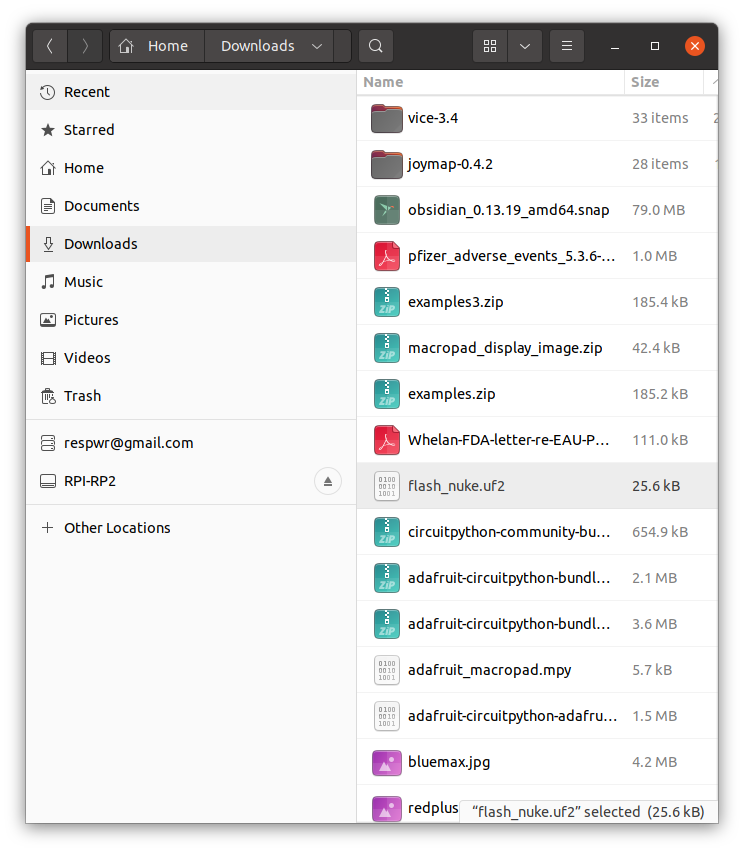 Home Downloads
Name Size
Recent
Starred
Home
Documents
Downloads
Music
Pictures
Videos
Trash
respwr@gmail.com
RPI-RP2
Other Locations
vice-3.4 33 items
joymap-0.4.2 28 items
obsidian_0.13.19_amd64.snap 79.0 MB
pfizer_adverse_events_5.3.6-... 1.0 MB
examples3.zip 185.4 kB
macropad_display_image.zip 42.4 kB
examples.zip 185.2 kB
Whelan-FDA-letter-re-EAU-P... 111.0 kB
flash_nuke.uf2 25.6 kB
circuitpython-community-bu... 654.9 kB
adafruit-circuitpython-bundl... 2.1 MB
adafruit-circuitpython-bundl... 3.6 MB
adafruit_macropad.mpy 5.7 kB
adafruit-circuitpython-adafru... 1.5 MB
bluemax.jpg 4.2 MB
redplus
“flash_nuke.uf2” selected (25.6 kB)